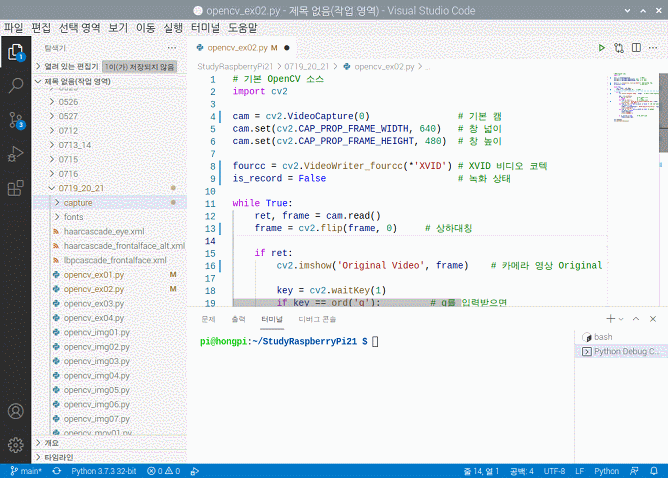 opencv_ex02.py - 제목 없음(작업 영역) - Visual Studio Code
파일 편집 선택 영역 보기 이동 실행 터미널 도움말
탐색기
열려 있는 편집기 1이(가) 저장되지 않음
제목 없음(작업 영역)
0525
0526
0527
0712
0713_14
0715
0716
0719_20_21
capture
fonts
haarcascade_eye.xml
haarcascade_frontalface_alt.xml
lbpcascade_frontalface.xml
opencv_ex01.py M
opencv_ex02.py M
opencv_ex03.py
opencv_ex04.py
opencv_img01.py
opencv_img02.py
opencv_img03.py
opencv_img04.py
opencv_img05.py
opencv_img06.py
opencv_img07.py
opencv_mov01.py
개요
타임라인
1
3
opencv_ex02.py M
StudyRaspberryPi21 > 0719_20_21 > opencv_ex02.py > ...
1 # 기본 OpenCV 소스
2 import cv2
3
4 cam = cv2.VideoCapture(0) # 기본 캠
5 cam.set(cv2.CAP_PROP_FRAME_WIDTH, 640) # 창 넓이
6 cam.set(cv2.CAP_PROP_FRAME_HEIGHT, 480) # 창 높이
7
8 fourcc = cv2.VideoWriter_fourcc(*'XVID') # XVID 비디오 코텍
9 is_record = False # 녹화 상태
10
11 while True:
12 ret, frame = cam.read()
13 frame = cv2.flip(frame, 0) # 상하대칭
14
15 if ret:
16 cv2.imshow('Original Video', frame) # 카메라 영상 Original
17
18 key = cv2.waitKey(1)
19 if key == ord('q'): # q를 입력받으면
문제 출력 터미널 디버그 콘솔
pi@hongpi:~/StudyRaspberryPi21 $
bash
Python Debug C...
main* Python 3.7.3 32-bit 0 0 줄 14, 열 1 공백: 4 UTF-8 LF Python